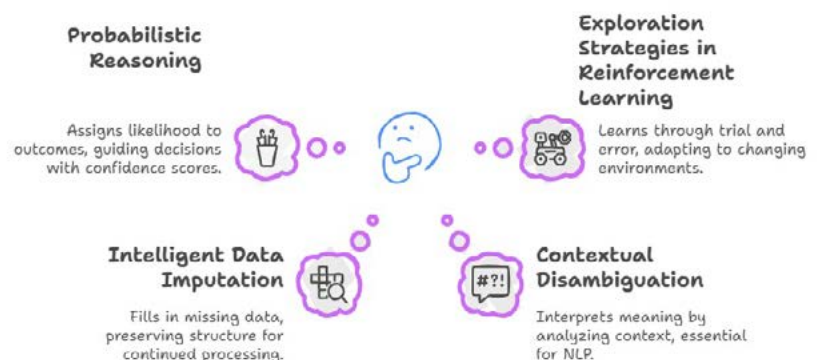 Probabilistic
Reasoning
Assigns likelihood to
outcomes, guiding decisions
with confidence scores.
Exploration
Strategies in
Reinforcement
Learning
Learns through trial and
error, adapting to changing
environments.
Intelligent Data
Imputation
Fills in missing data,
preserving structure for
continued processing.
#?!
Contextual
Disambiguation
Interprets meaning by
analyzing context, essential
for NLP.